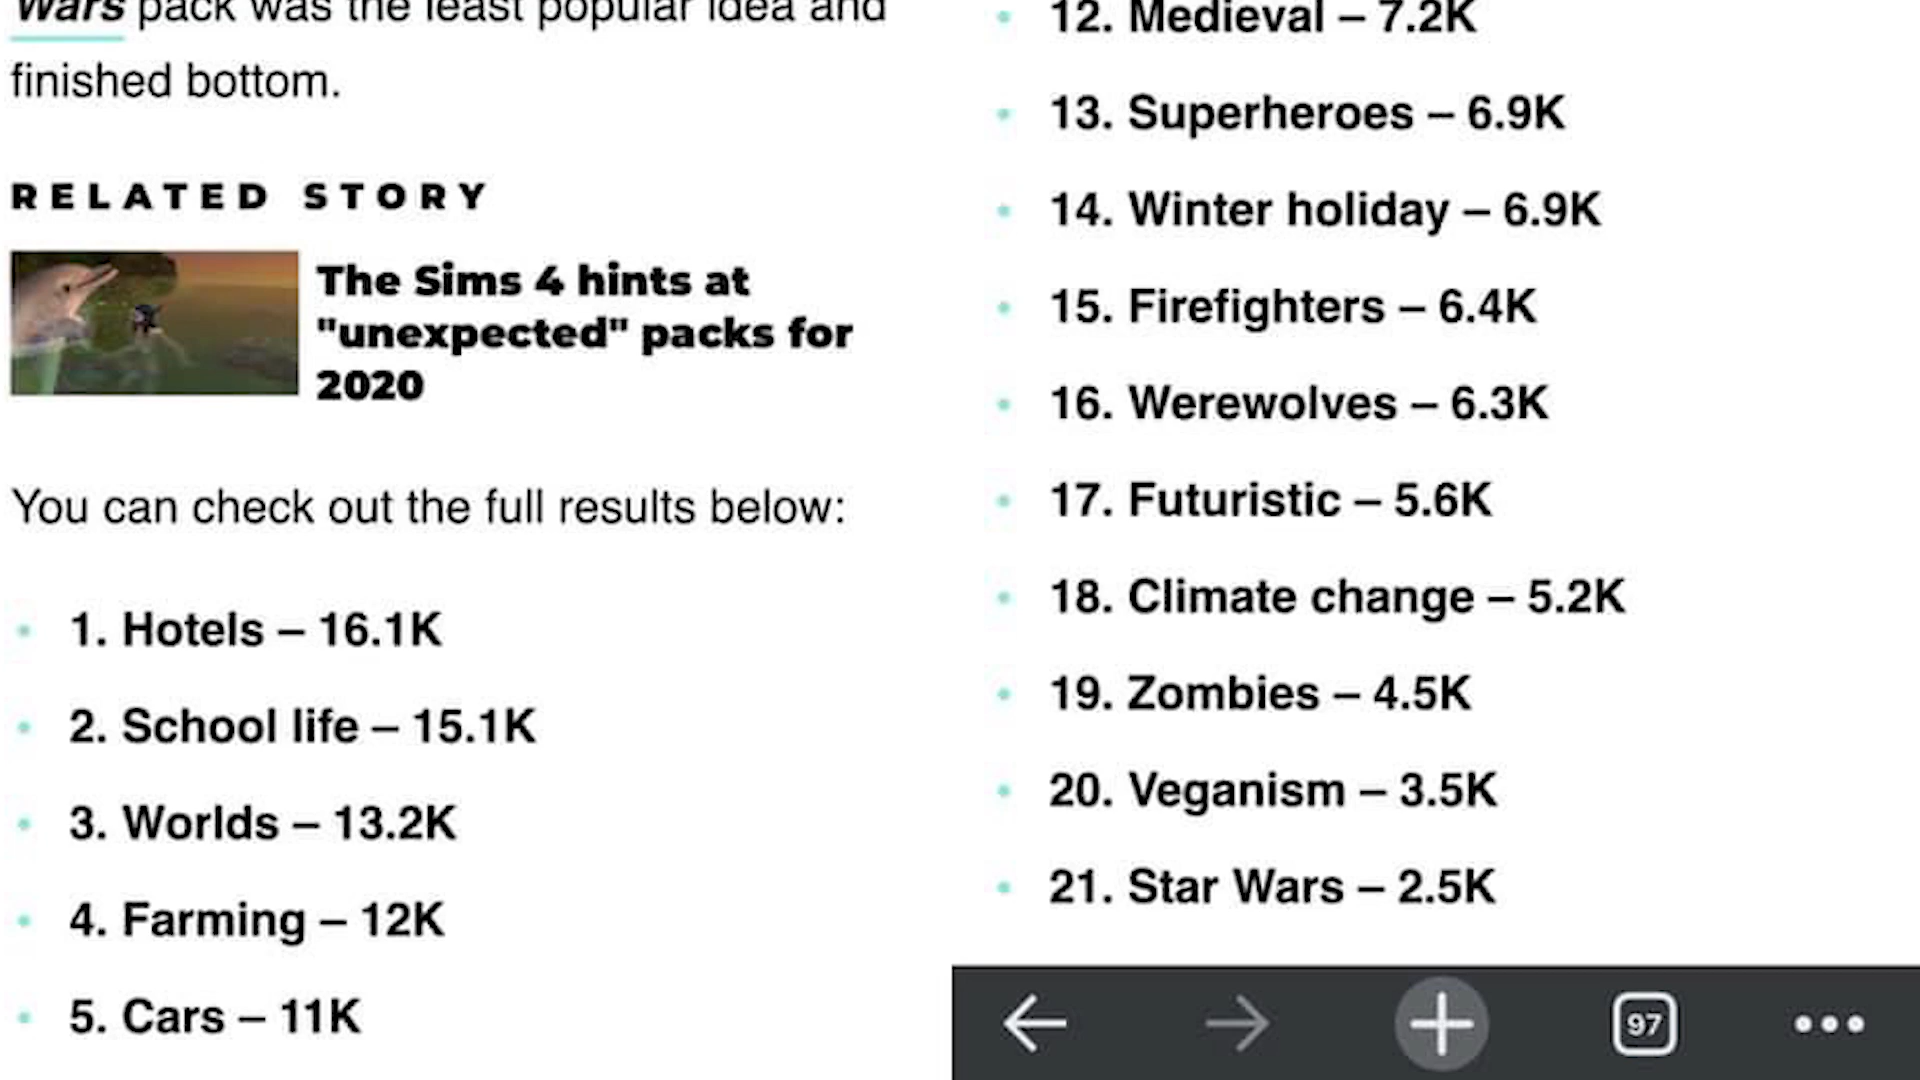 Wars pack was the least popular idea and
finished bottom.
RELATED STORY
The Sims 4 hints at
"unexpected" packs for
2020
You can check out the full results below:
1. Hotels – 16.1K
2. School life – 15.1K
3. Worlds – 13.2K
4. Farming – 12K
5. Cars – 11K
12. Medieval – 7.2K
13. Superheroes – 6.9K
14. Winter holiday – 6.9K
15. Firefighters – 6.4K
16. Werewolves – 6.3K
17. Futuristic – 5.6K
18. Climate change – 5.2K
19. Zombies – 4.5K
20. Veganism – 3.5K
21. Star Wars – 2.5K
97